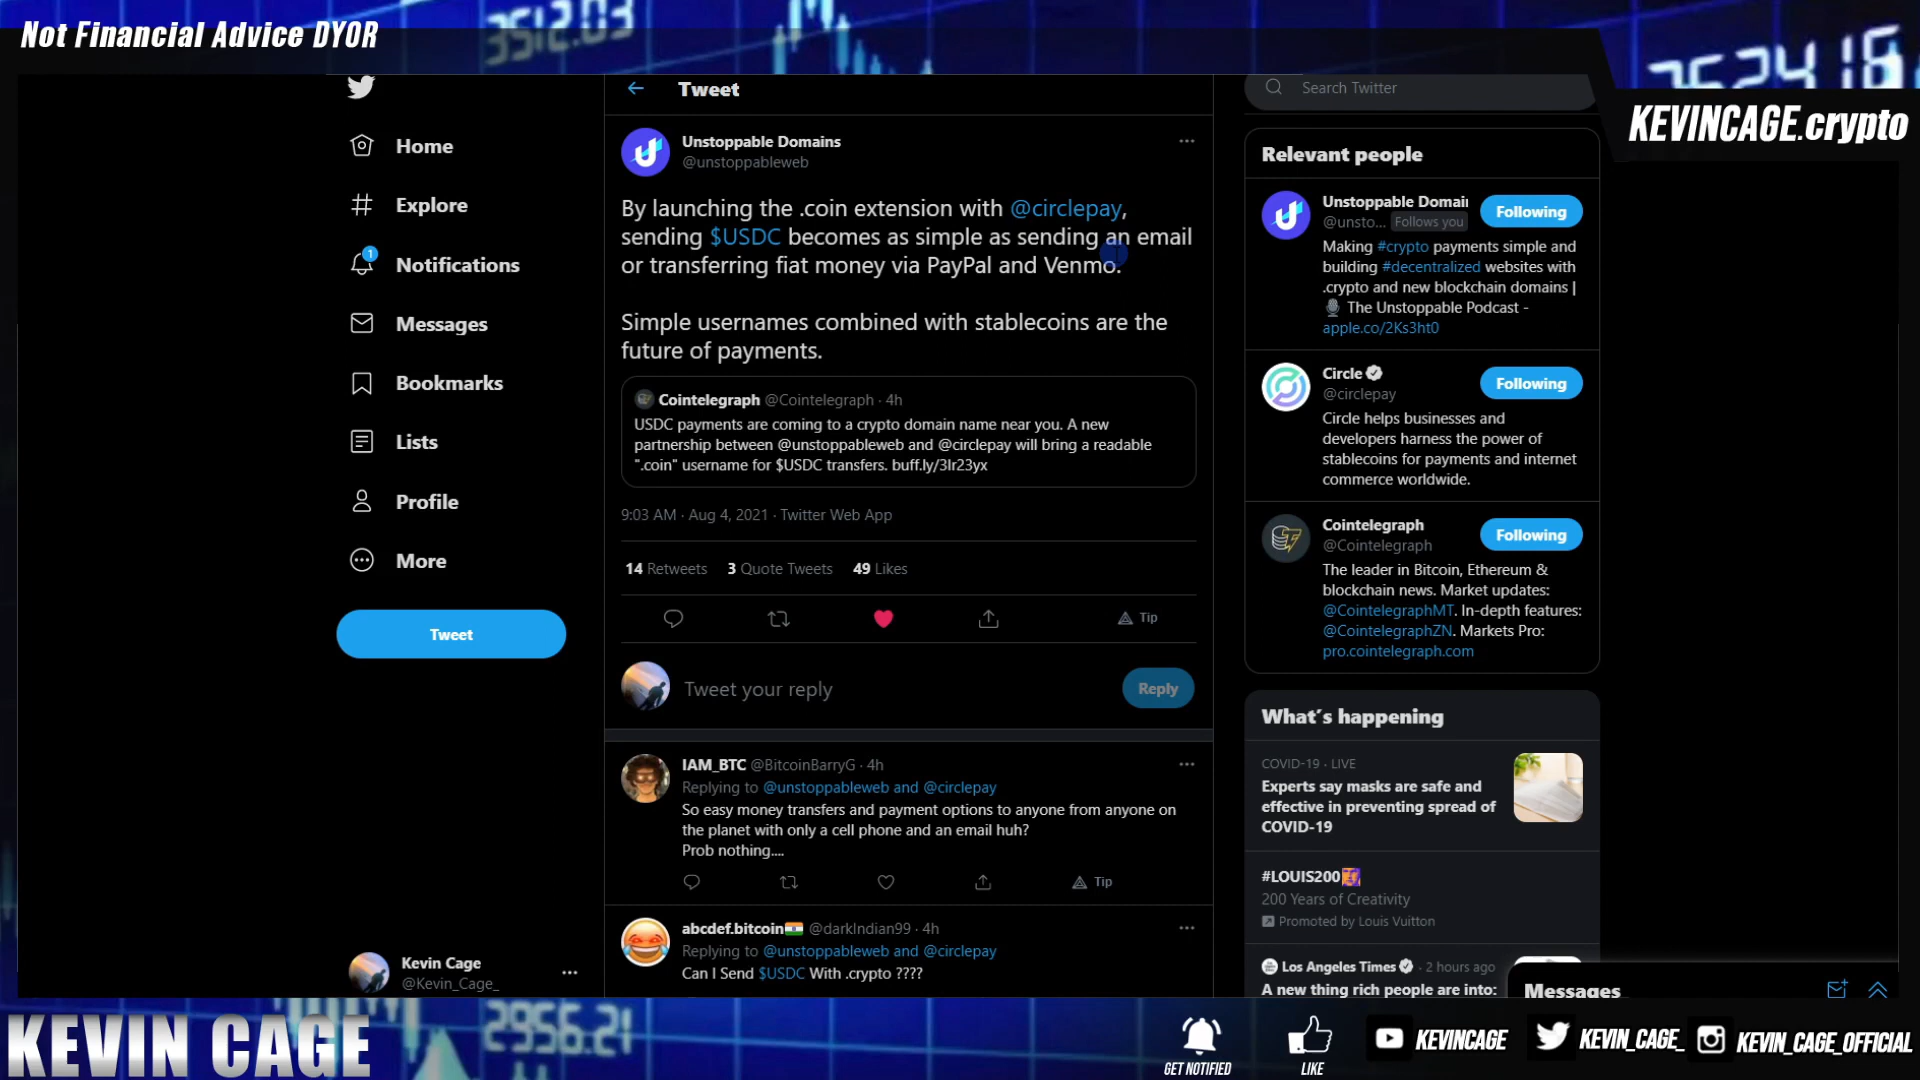 Not Financial Advice DYOR
3512.03
KEVINCAGE.crypto
Home
Explore
1
Notifications
Messages
Bookmarks
Lists
Profile
More
Tweet
Kevin Cage
@Kevin_Cage_
Tweet
Unstoppable Domains
@unstoppableweb
By launching the .coin extension with @circlepay,
sending $USDC becomes as simple as sending an email
or transferring fiat money via PayPal and Venmo.
Simple usernames combined with stablecoins are the
future of payments.
Cointelegraph @Cointelegraph · 4h
USDC payments are coming to a crypto domain name near you. A new
partnership between @unstoppableweb and @circlepay will bring a readable
".coin" username for $USDC transfers. buff.ly/3lr23yx
9:03 AM · Aug 4, 2021 · Twitter Web App
14 Retweets 3 Quote Tweets 49 Likes
Tip
Tweet your reply
Reply
IAM_BTC @BitcoinBarryG · 4h
Replying to @unstoppableweb and @circlepay
So easy money transfers and payment options to anyone from anyone on
the planet with only a cell phone and an email huh?
Prob nothing....
Tip
abcdef.bitcoin @darkIndian99 · 4h
Replying to @unstoppableweb and @circlepay
Can I Send $USDC With .crypto ????
Search Twitter
Relevant people
Unstoppable Domai
@unsto... Follows you
Following
Making #crypto payments simple and
building #decentralized websites with
.crypto and new blockchain domains |
The Unstoppable Podcast -
apple.co/2Ks3ht0
Circle
@circlepay
Following
Circle helps businesses and
developers harness the power of
stablecoins for payments and internet
commerce worldwide.
Cointelegraph
@Cointelegraph
Following
The leader in Bitcoin, Ethereum &
blockchain news. Market updates:
@CointelegraphMT. In-depth features:
@CointelegraphZN. Markets Pro:
pro.cointelegraph.com
What's happening
COVID-19 · LIVE
Experts say masks are safe and
effective in preventing spread of
COVID-19
#LOUIS200
200 Years of Creativity
Promoted by Louis Vuitton
Los Angeles Times · 2 hours ago
A new thing rich people are into:
Messages
KEVIN CAGE
2956.21
GET NOTIFIED
LIKE
KEVINCAGE
KEVIN_CAGE_
KEVIN_CAGE_OFFICIAL